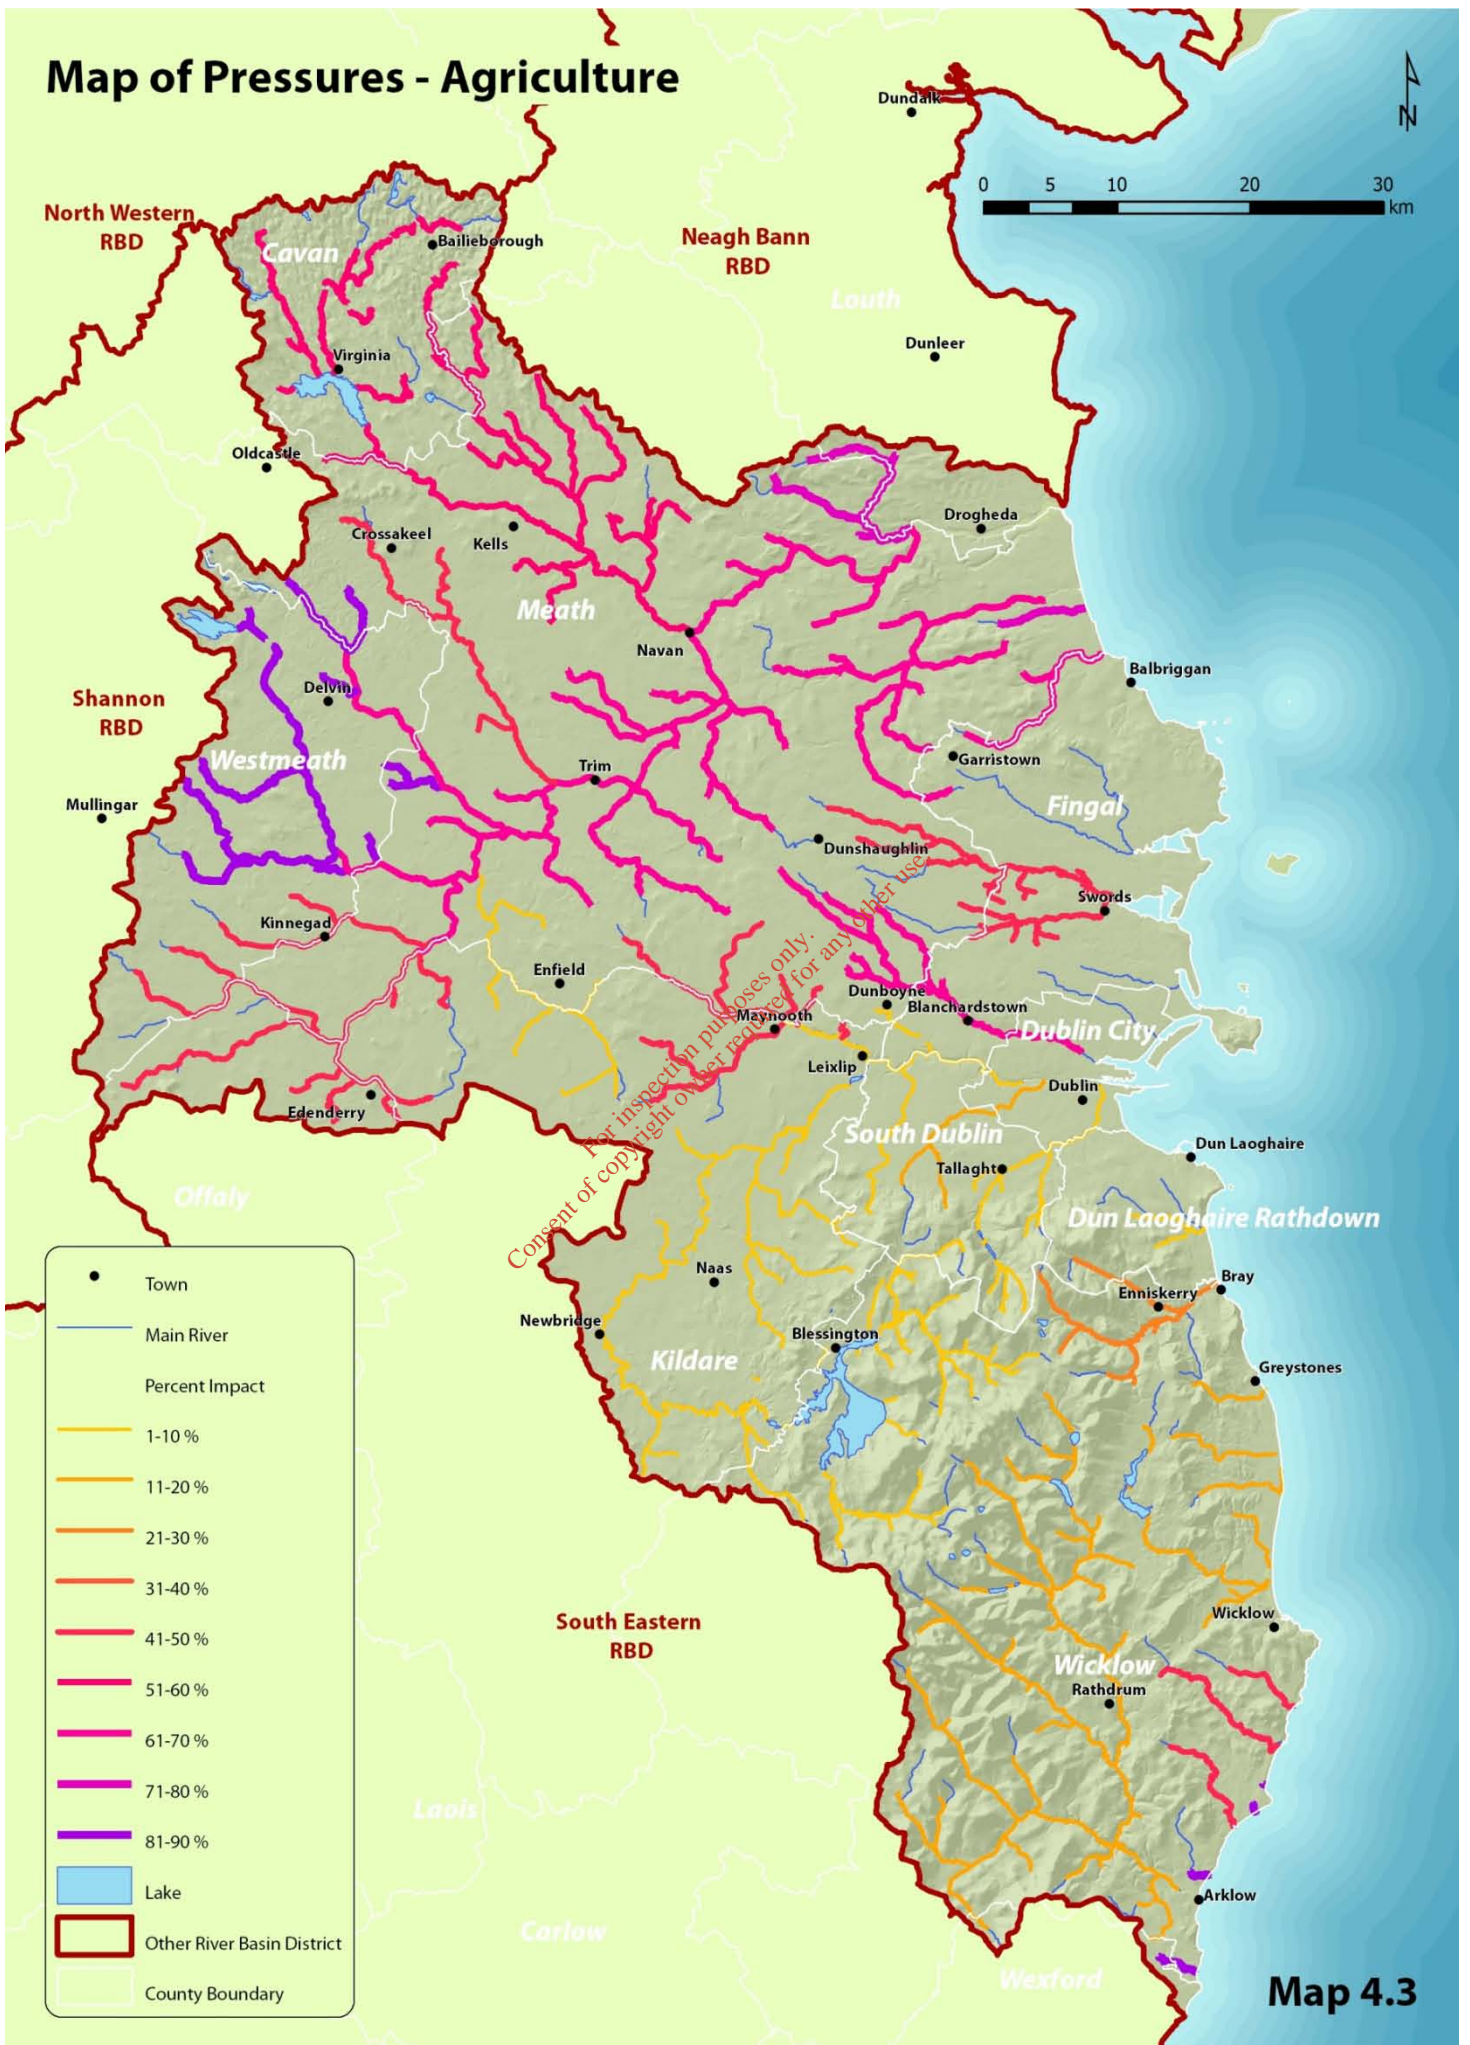 Map of Pressures - Agriculture
Dundalk
N
0 5 10 20 30
km
North Western
RBD
Neagh Bann
RBD
Cavan
Bailieborough
Louth
Dunleer
Virginia
Oldcastle
Drogheda
Crossakeel
Kells
Meath
Navan
Balbriggan
Shannon
RBD
Delvin
Westmeath
Garristown
Trim
Mullingar
Fingal
Dunshaughlin
Swords
Kinnegad
Enfield
Dunboyne
Blanchardstown
Maynooth
Dublin City
Leixlip
Dublin
Edenderry
South Dublin
Dun Laoghaire
Tallaght
Offaly
Dun Laoghaire Rathdown
For inspection purposes only.
Consent of copyright owner required for any other use.
Naas
Bray
Enniskerry
Newbridge
Blessington
Kildare
Greystones
South Eastern
RBD
Wicklow
Wicklow
Rathdrum
Laois
Arklow
Carlow
Wexford
Town
Main River
Percent Impact
1-10 %
11-20 %
21-30 %
31-40 %
41-50 %
51-60 %
61-70 %
71-80 %
81-90 %
Lake
Other River Basin District
County Boundary
Map 4.3